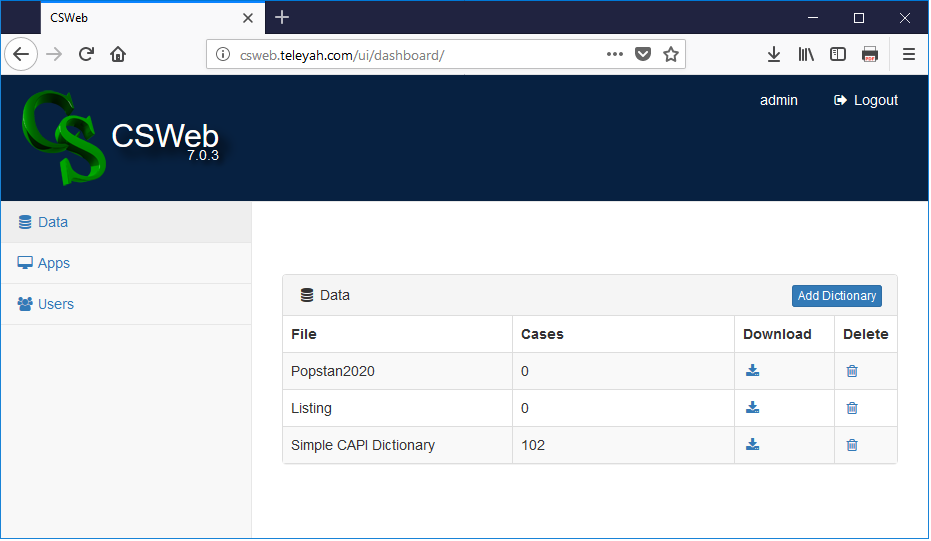 CSWeb
csweb.teleyah.com/ui/dashboard/
admin Logout
CS CSWeb
7.0.3
Data
Apps
Users
Data Add Dictionary
File Cases Download Delete
Popstan2020 0
Listing 0
Simple CAPI Dictionary 102